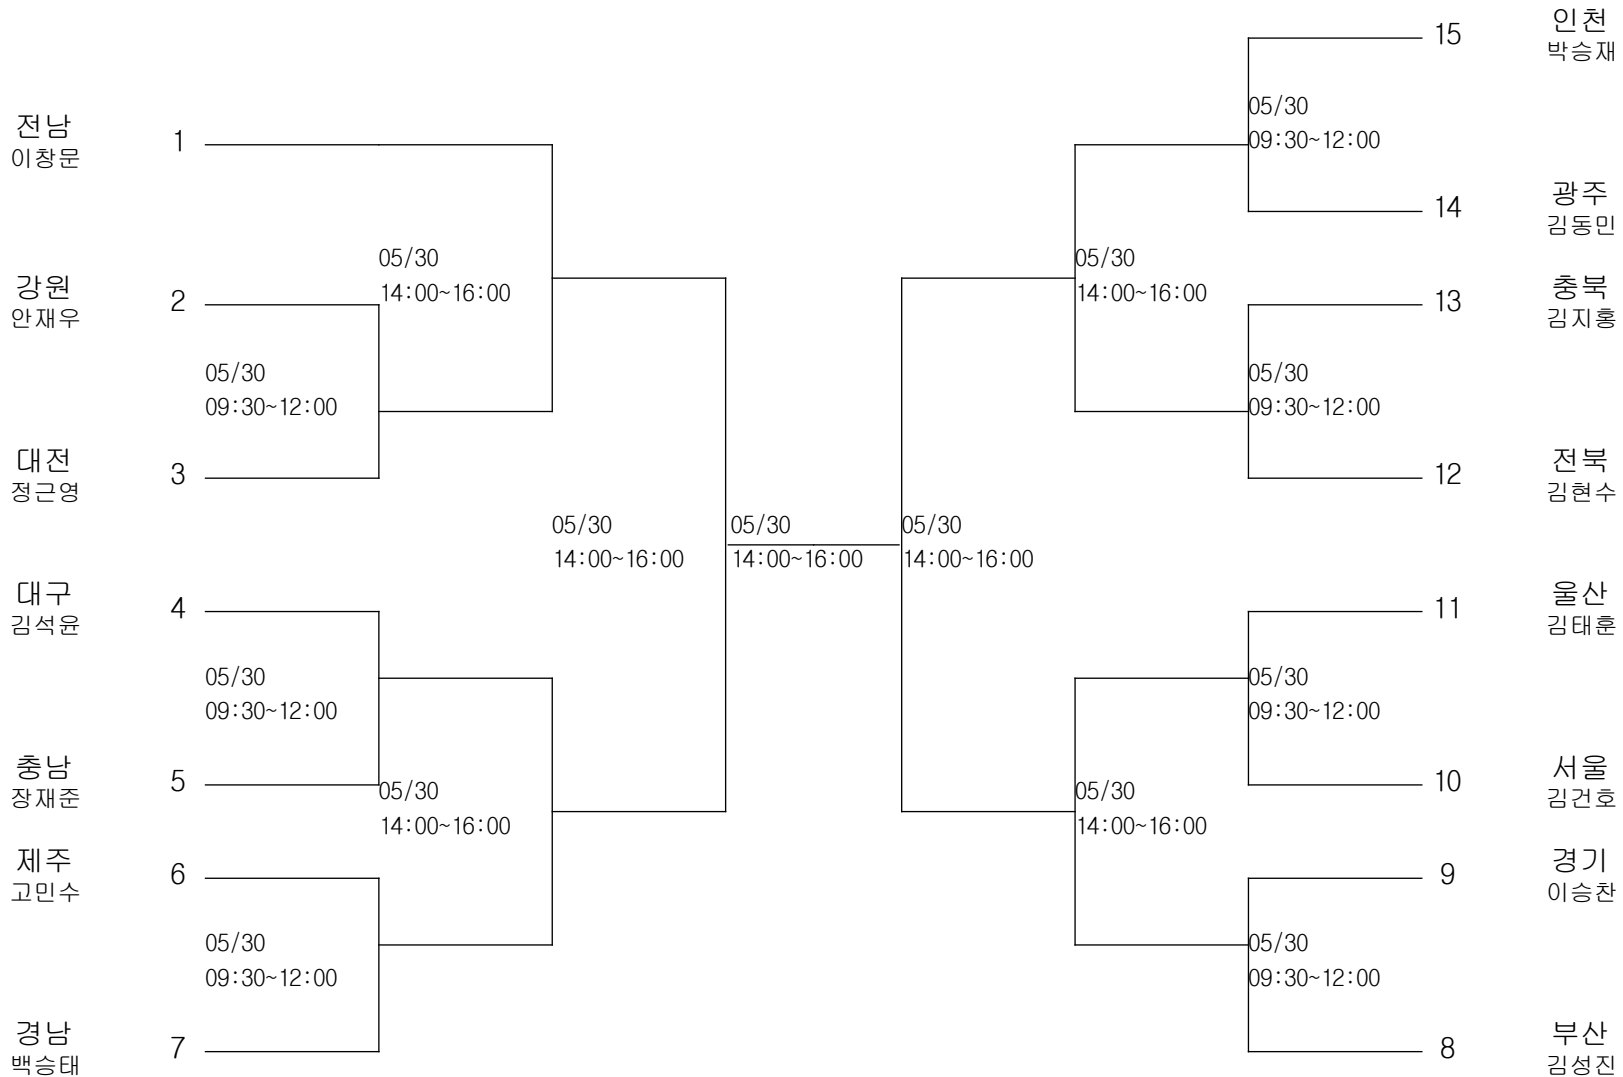 15
인천
박승재
05/30
09:30~12:00
전남
이창문
1
14
광주
김동민
05/30
14:00~16:00
05/30
14:00~16:00
강원
안재우
2
13
충북
김지홍
05/30
09:30~12:00
05/30
09:30~12:00
대전
정근영
3
12
전북
김현수
05/30
14:00~16:00
05/30
14:00~16:00
05/30
14:00~16:00
대구
김석윤
4
11
울산
김태훈
05/30
09:30~12:00
05/30
09:30~12:00
충남
장재준
5
05/30
14:00~16:00
05/30
14:00~16:00
10
서울
김건호
제주
고민수
6
9
경기
이승찬
05/30
09:30~12:00
05/30
09:30~12:00
경남
백승태
7
8
부산
김성진